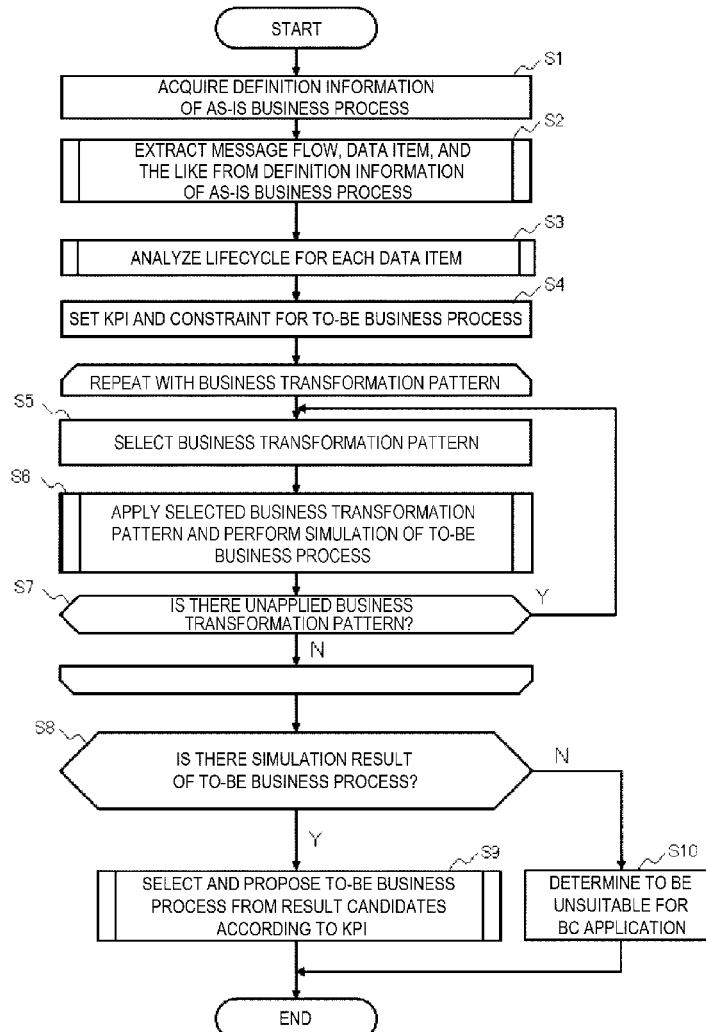 START
S1
ACQUIRE DEFINITION INFORMATION
OF AS-IS BUSINESS PROCESS
S2
EXTRACT MESSAGE FLOW, DATA ITEM, AND
THE LIKE FROM DEFINITION INFORMATION
OF AS-IS BUSINESS PROCESS
S3
ANALYZE LIFECYCLE FOR EACH DATA ITEM
S4
SET KPI AND CONSTRAINT FOR TO-BE BUSINESS PROCESS
REPEAT WITH BUSINESS TRANSFORMATION PATTERN
S5
SELECT BUSINESS TRANSFORMATION PATTERN
S6
APPLY SELECTED BUSINESS TRANSFORMATION
PATTERN AND PERFORM SIMULATION OF TO-BE
BUSINESS PROCESS
S7
IS THERE UNAPPLIED BUSINESS
TRANSFORMATION PATTERN?
Y
N
S8
IS THERE SIMULATION RESULT
OF TO-BE BUSINESS PROCESS?
N
Y
S9
SELECT AND PROPOSE TO-BE BUSINESS
PROCESS FROM RESULT CANDIDATES
ACCORDING TO KPI
S10
DETERMINE TO BE
UNSUITABLE FOR
BC APPLICATION
END